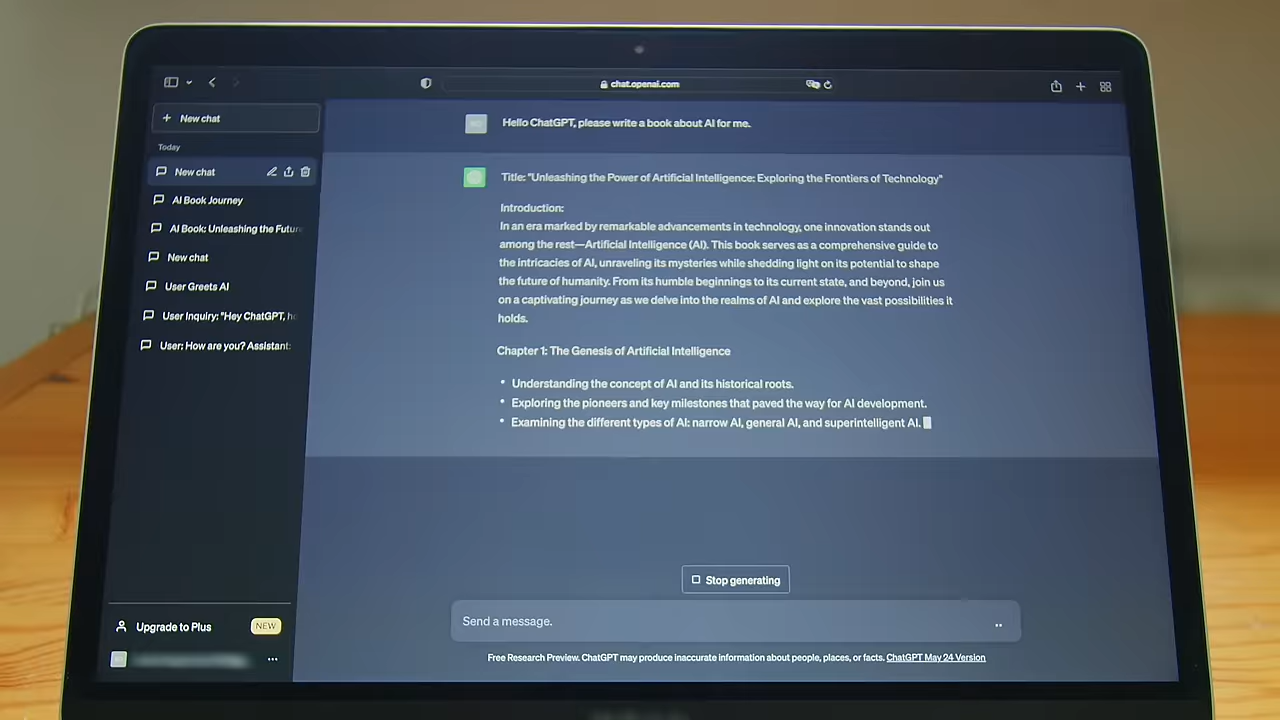 chat.openai.com
New chat
Today
New chat
AI Book Journey
AI Book: Unleashing the Futur
New chat
User Greets AI
User Inquiry: "Hey ChatGPT, h
User: How are you? Assistant:
Upgrade to Plus
NEW
Hello ChatGPT, please write a book about AI for me.
Title: "Unleashing the Power of Artificial Intelligence: Exploring the Frontiers of Technology"
Introduction:
In an era marked by remarkable advancements in technology, one innovation stands out
among the rest—Artificial Intelligence (AI). This book serves as a comprehensive guide to
the intricacies of AI, unraveling its mysteries while shedding light on its potential to shape
the future of humanity. From its humble beginnings to its current state, and beyond, join us
on a captivating journey as we delve into the realms of AI and explore the vast possibilities it
holds.
Chapter 1: The Genesis of Artificial Intelligence
• Understanding the concept of AI and its historical roots.
• Exploring the pioneers and key milestones that paved the way for AI development.
• Examining the different types of AI: narrow AI, general AI, and superintelligent AI.
Stop generating
Send a message.
Free Research Preview. ChatGPT may produce inaccurate information about people, places, or facts. ChatGPT May 24 Version